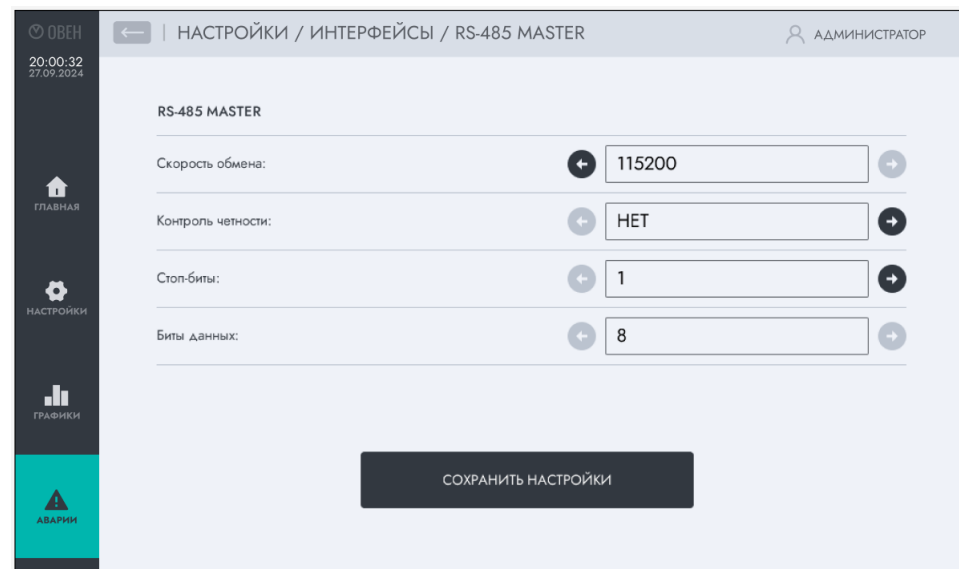 ОВЕН
НАСТРОЙКИ / ИНТЕРФЕЙСЫ / RS-485 MASTER
АДМИНИСТРАТОР
20:00:32
27.09.2024
RS-485 MASTER
Скорость обмена:
115200
Контроль четности:
НЕТ
Стоп-биты:
1
Биты данных:
8
СОХРАНИТЬ НАСТРОЙКИ
ГЛАВНАЯ
НАСТРОЙКИ
ГРАФИКИ
АВАРИИ